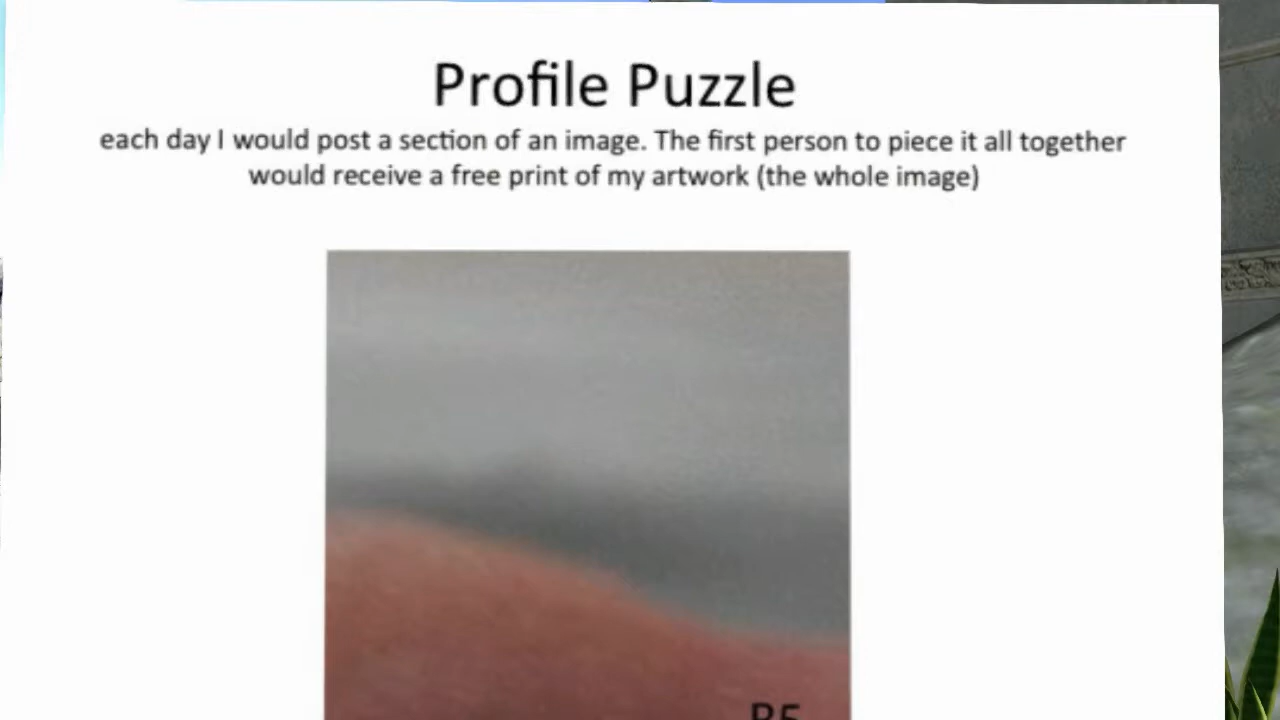 Profile Puzzle
each day I would post a section of an image. The first person to piece it all together
would receive a free print of my artwork (the whole image)